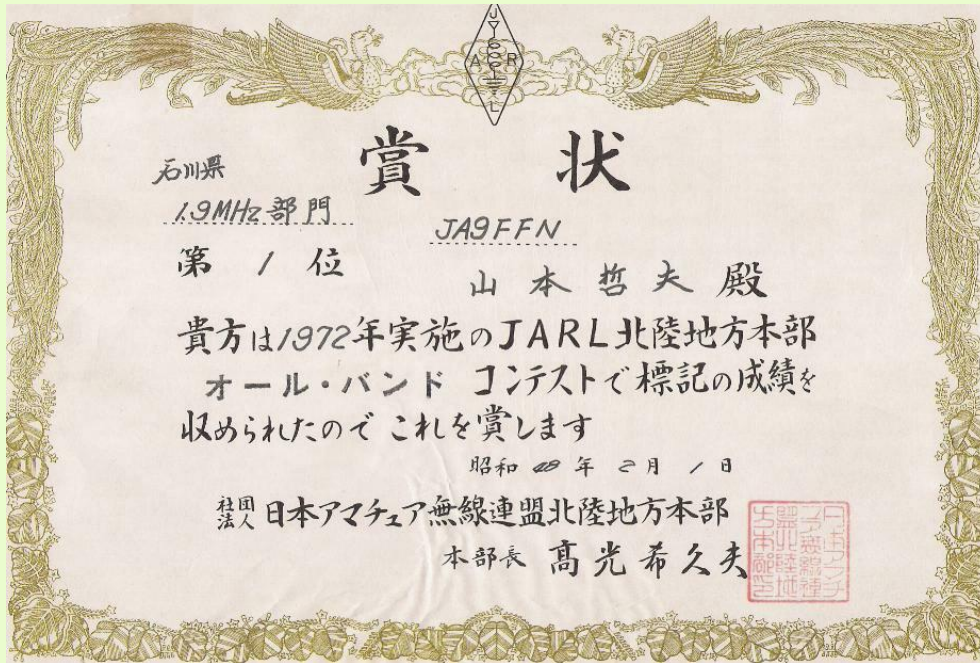 J
A R
L
賞 状
石川県
1.9MHz部門
JA9FFN
第 1 位
山本哲夫 殿
貴方は1972年実施のJARL北陸地方本部
オール・バンド コンテストで標記の成績を
収められたので これを賞します
昭和 48 年 2月 1日
社団法人 日本アマチュア無線連盟北陸地方本部
本部長 髙光希久夫